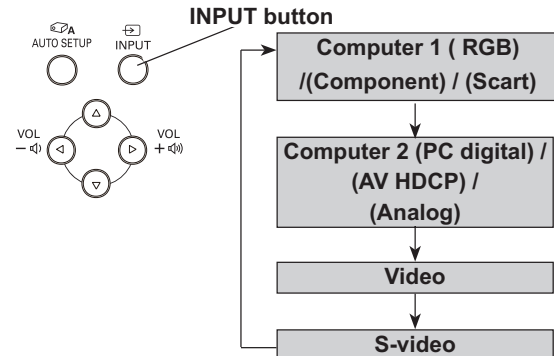 INPUT button
A
AUTO SETUP
INPUT
VOL
–
VOL
+
Computer 1 ( RGB)
/(Component) / (Scart)
Computer 2 (PC digital) /
(AV HDCP) /
(Analog)
Video
S-video